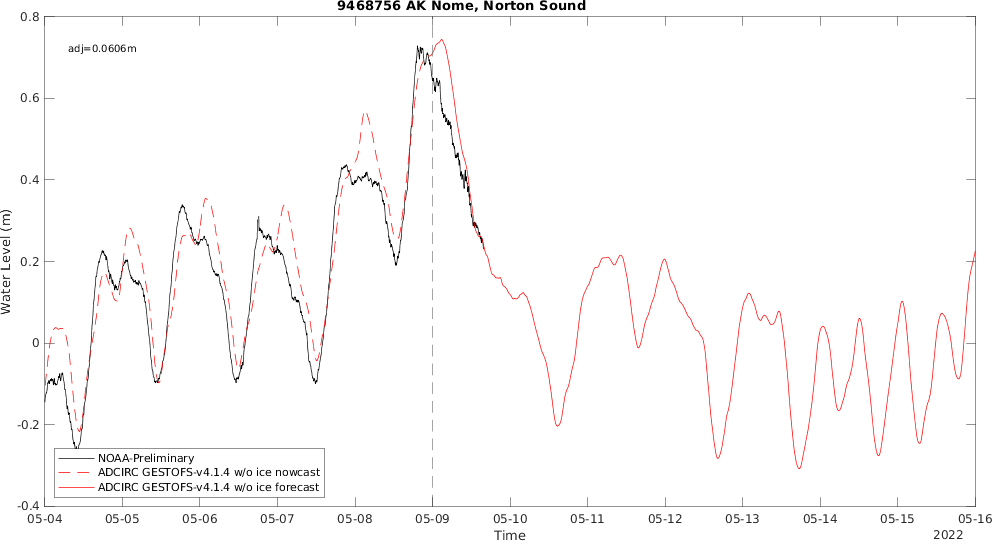 9468756 AK Nome, Norton Sound
adj=0.0606m
Water Level (m)
0.8
0.6
0.4
0.2
0
-0.2
-0.4
NOAA-Preliminary
ADCIRC GESTOFS-v4.1.4 w/o ice nowcast
ADCIRC GESTOFS-v4.1.4 w/o ice forecast
05-04 05-05 05-06 05-07 05-08 05-09 05-10 05-11 05-12 05-13 05-14 05-15 05-16
Time
2022